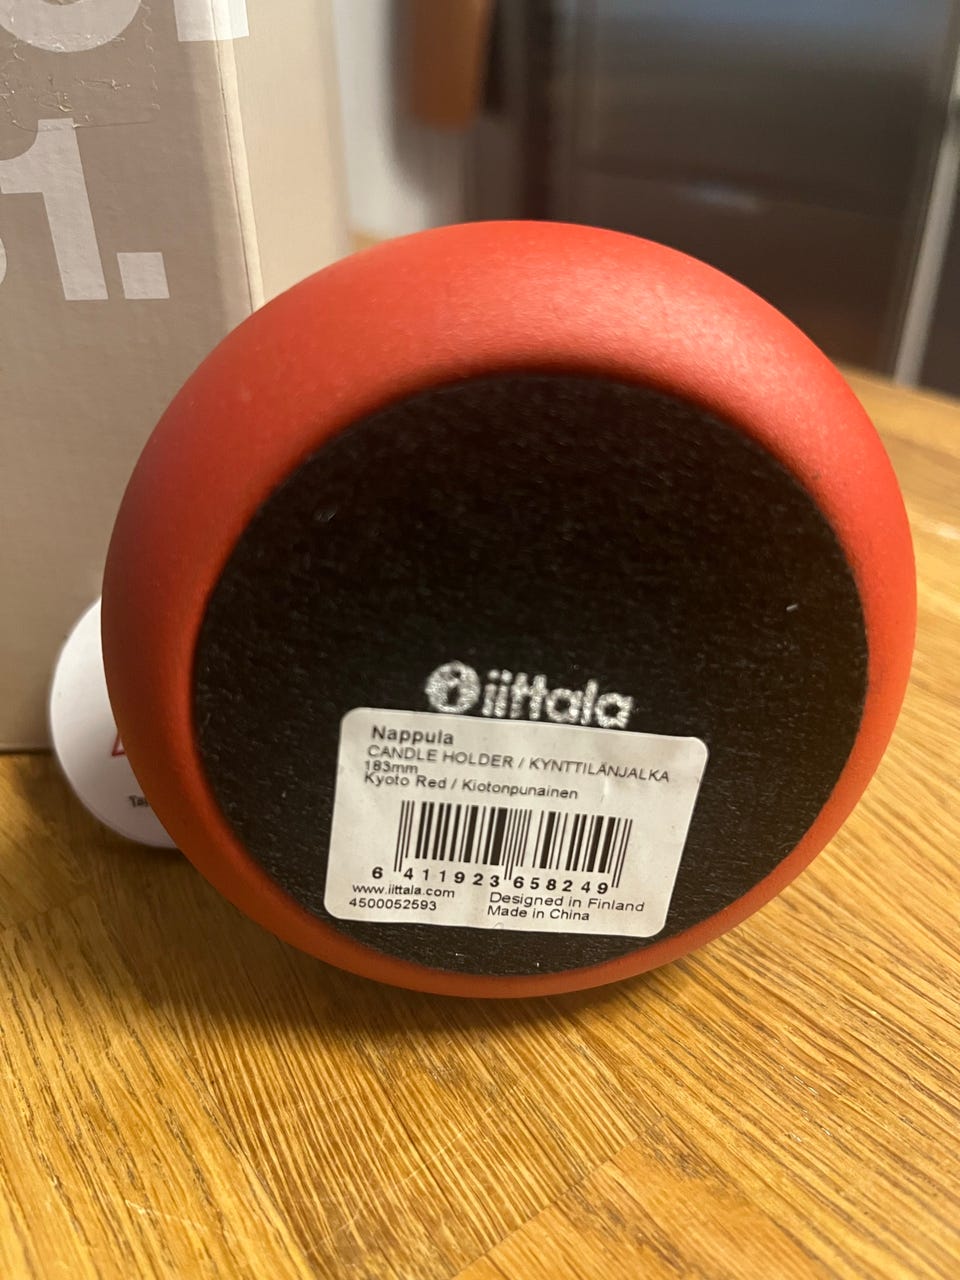 1.
iittala
Nappula
CANDLE HOLDER / KYNTTILÄNJALKA
183mm
Kyoto Red / Kiotonpunainen
6 411923 658249
www.iittala.com
4500052593
Designed in Finland
Made in China